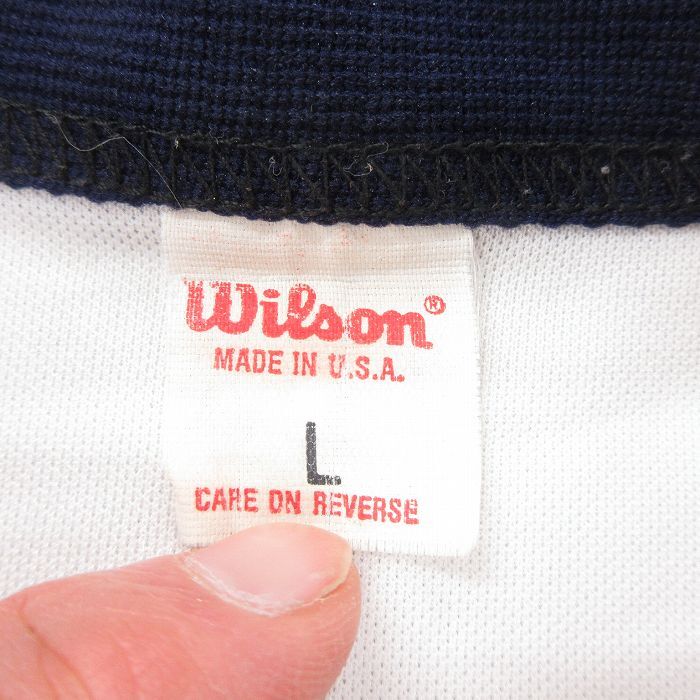 Wilson®
MADE IN U.S.A.
L
CARE ON REVERSE